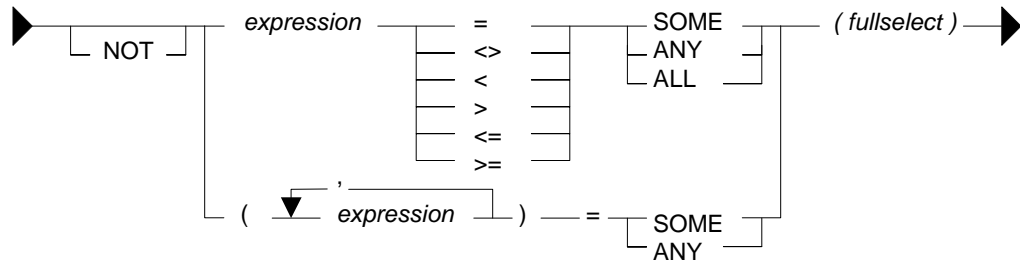 expression = SOME ( fullselect )
NOT <> ANY
< ALL
>
<=
>=
,
( expression ) = SOME
ANY